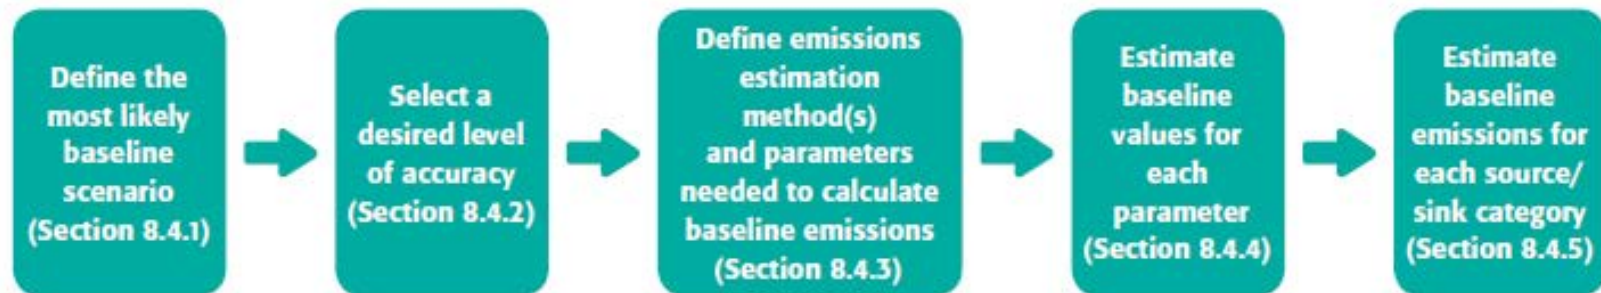 Define the
most likely
baseline
scenario
(Section 8.4.1)
Select a
desired level
of accuracy
(Section 8.4.2)
Define emissions
estimation
method(s)
and parameters
needed to calculate
baseline emissions
(Section 8.4.3)
Estimate
baseline
values for
each
parameter
(Section 8.4.4)
Estimate
baseline
emissions for
each source/
sink category
(Section 8.4.5)